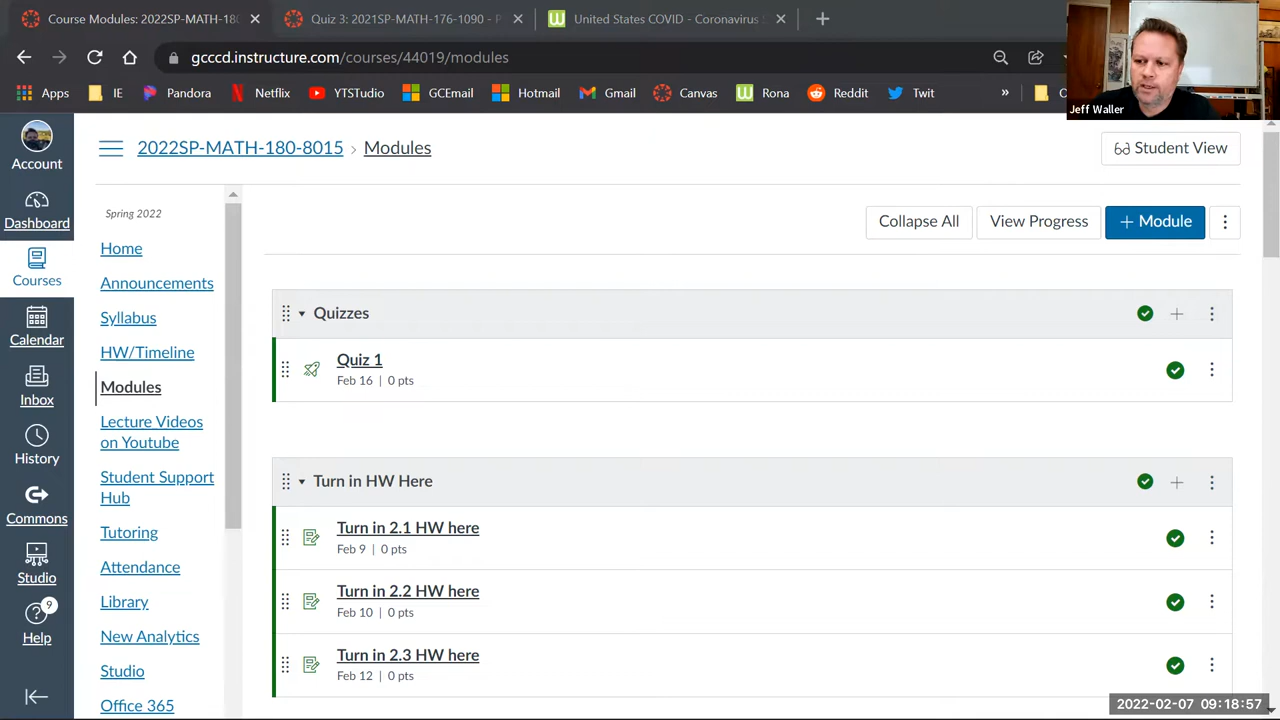 Course Modules: 2022SP-MATH-18
Quiz 3: 2021SP-MATH-176-1090 - P
United States COVID - Coronavirus
gcccd.instructure.com/courses/44019/modules
Apps
IE
Pandora
Netflix
YTStudio
GCEmail
Hotmail
Gmail
Canvas
Rona
Reddit
Twit
»
Jeff Waller
Account
Dashboard
Courses
Calendar
Inbox
History
Commons
Studio
9
Help
2022SP-MATH-180-8015 › Modules
Student View
Spring 2022
Home
Announcements
Syllabus
HW/Timeline
Modules
Lecture Videos
on Youtube
Student Support
Hub
Tutoring
Attendance
Library
New Analytics
Studio
Office 365
Collapse All
View Progress
+ Module
Quizzes
Quiz 1
Feb 16 | 0 pts
Turn in HW Here
Turn in 2.1 HW here
Feb 9 | 0 pts
Turn in 2.2 HW here
Feb 10 | 0 pts
Turn in 2.3 HW here
Feb 12 | 0 pts
2022-02-07 09:18:57